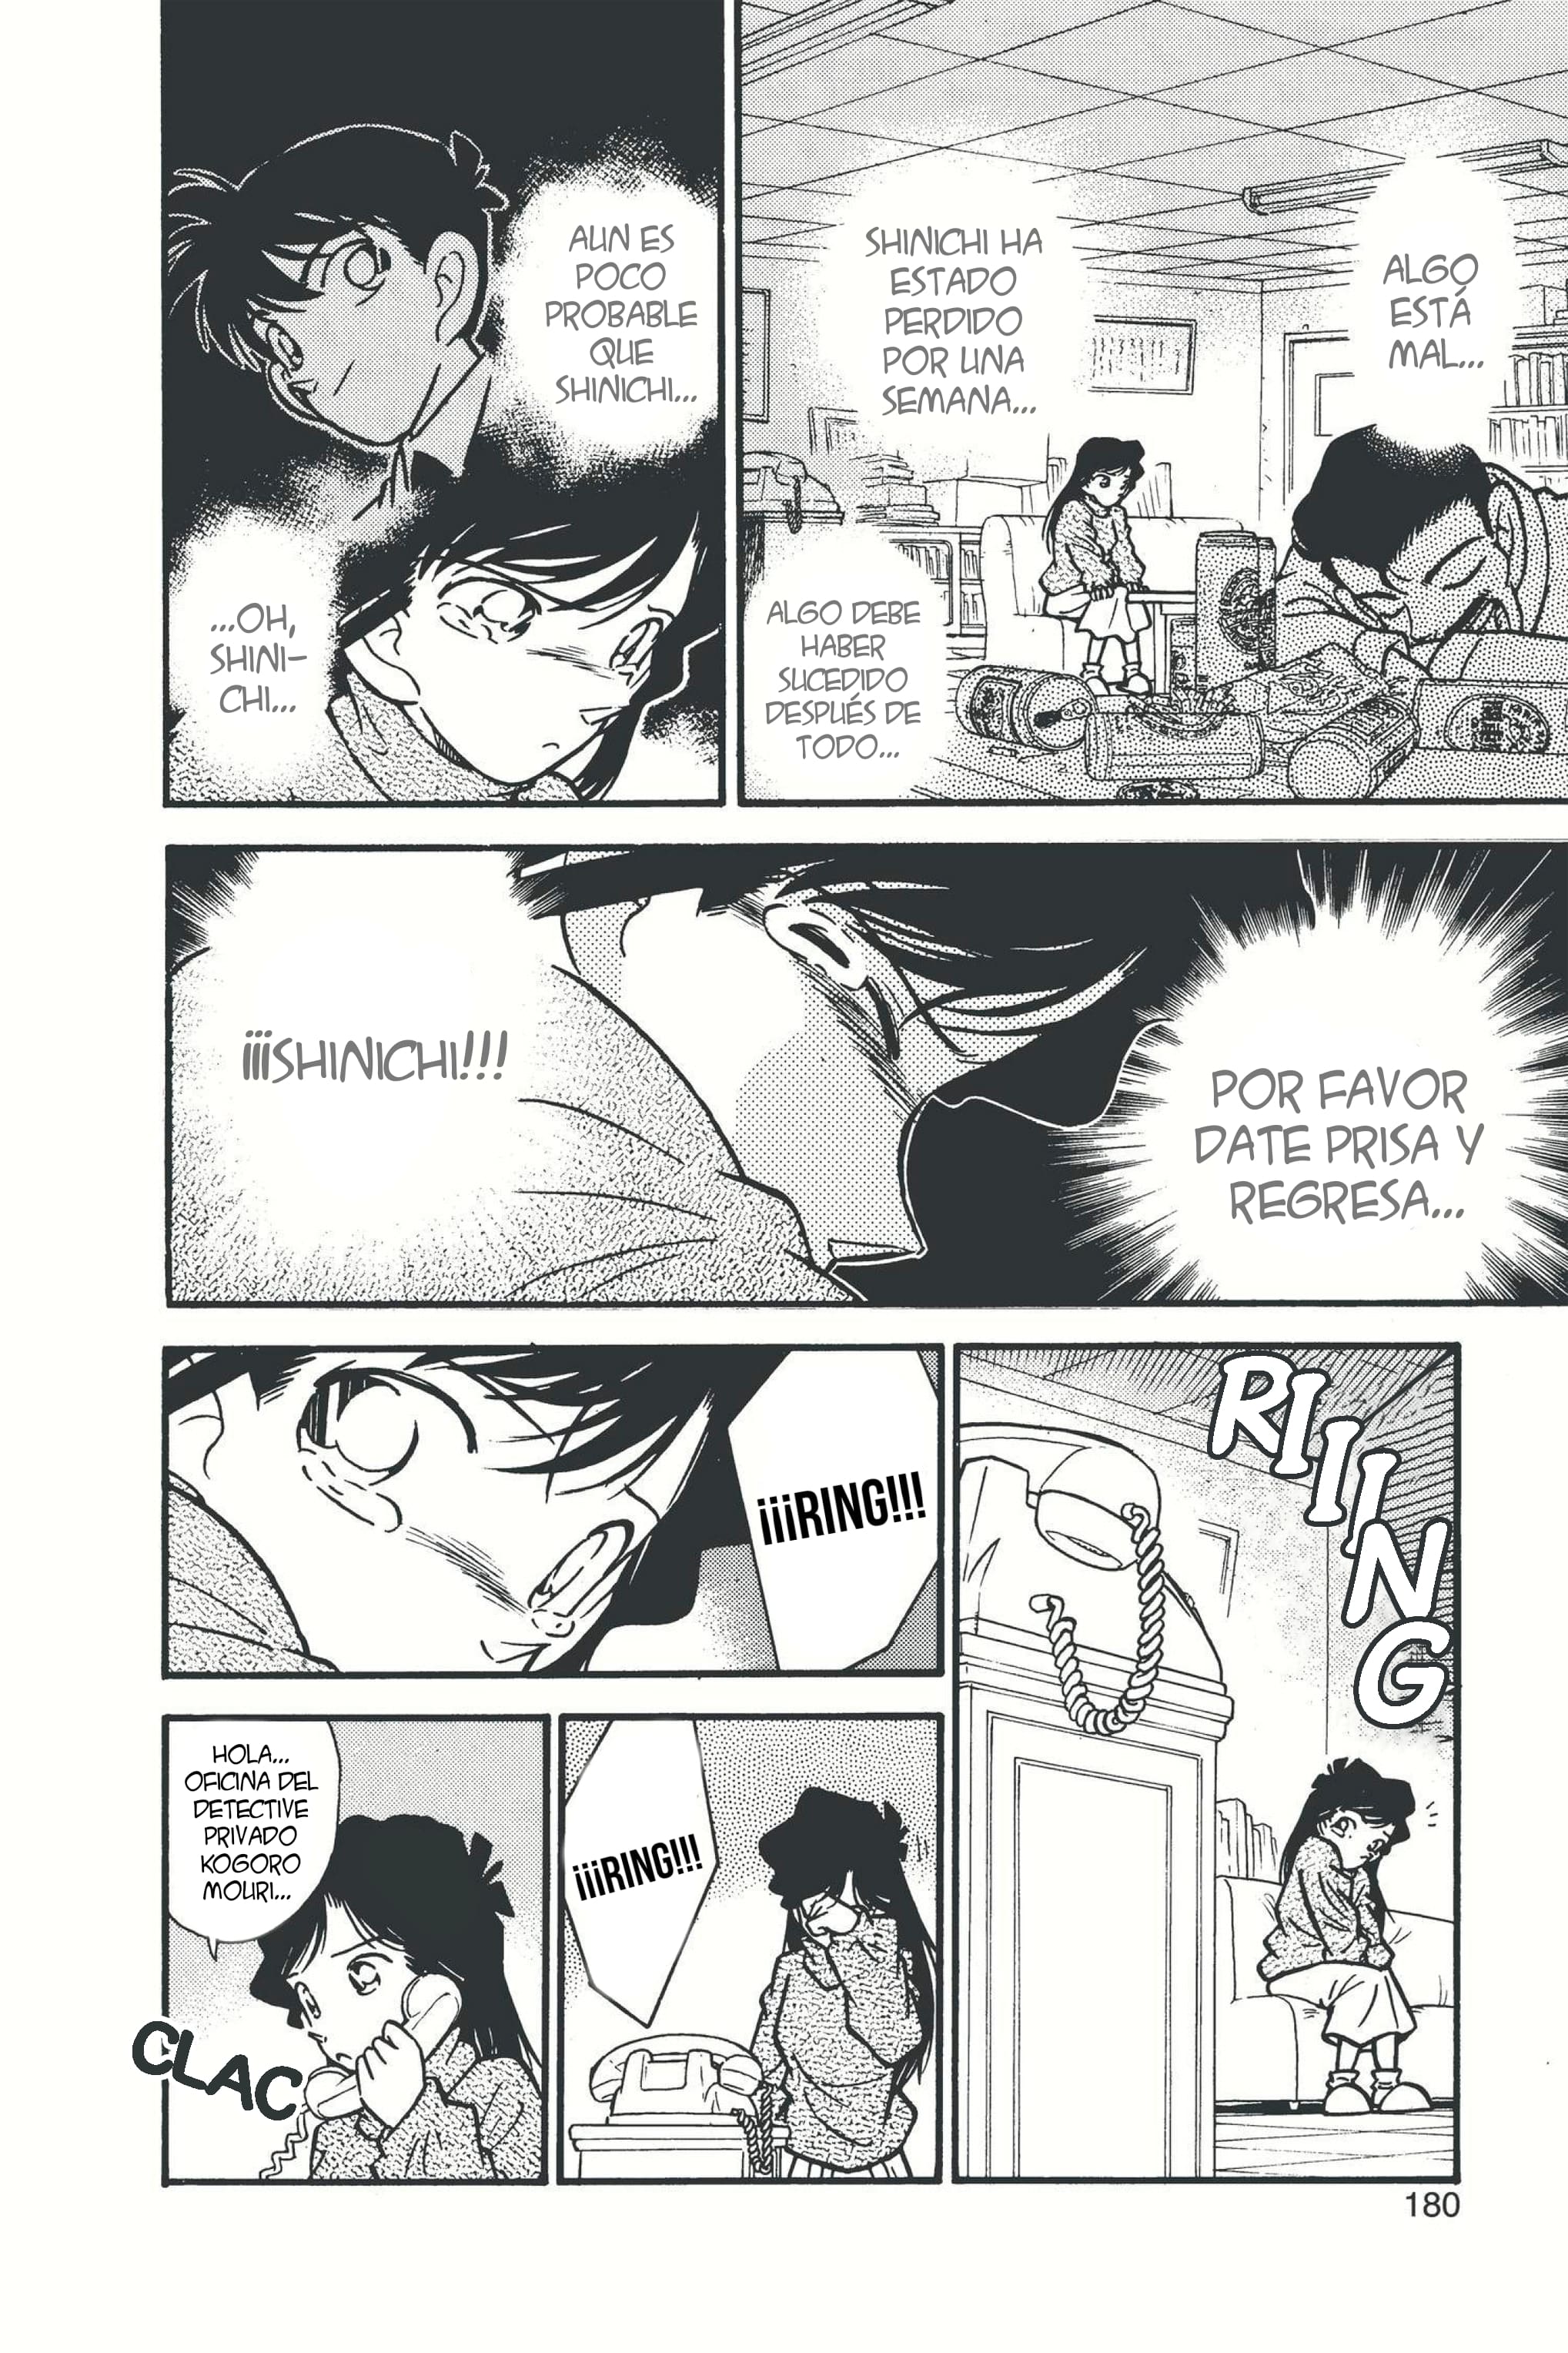 ALGO
ESTÁ
MAL...
SHINICHI HA
ESTADO
PERDIDO
POR UNA
SEMANA...
ALGO DEBE
HABER
SUCEDIDO
DESPUÉS DE
TODO...
AUN ES
POCO
PROBABLE
QUE
SHINICHI...
...OH,
SHINI-
CHI...
POR FAVOR
DATE PRISA Y
REGRESA...
¡¡¡SHINICHI!!!
RIIING
¡¡¡RING!!!
¡¡¡RING!!!
HOLA...
OFICINA DEL
DETECTIVE
PRIVADO
KOGORO
MOURI...
CLAC
180